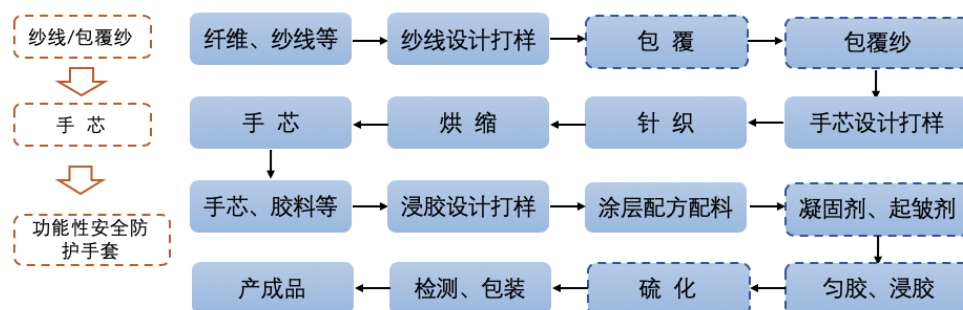 纱线/包覆纱
纤维、纱线等
纱线设计打样
包 覆
包覆纱
手 芯
手 芯
烘 缩
针 织
手芯设计打样
功能性安全防
护手套
手芯、胶料等
浸胶设计打样
涂层配方配料
凝固剂、起皱剂
产成品
检测、包装
硫 化
匀胶、浸胶